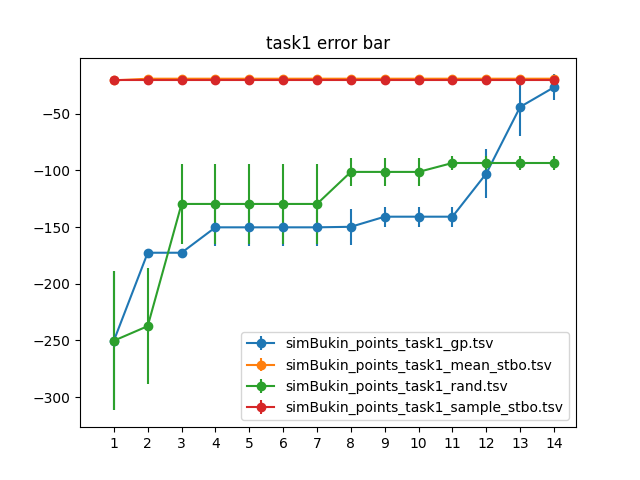 task1 error bar
−50
−100
−150
−200
−250
−300
simBukin_points_task1_gp.tsv
simBukin_points_task1_mean_stbo.tsv
simBukin_points_task1_rand.tsv
simBukin_points_task1_sample_stbo.tsv
1 2 3 4 5 6 7 8 9 10 11 12 13 14